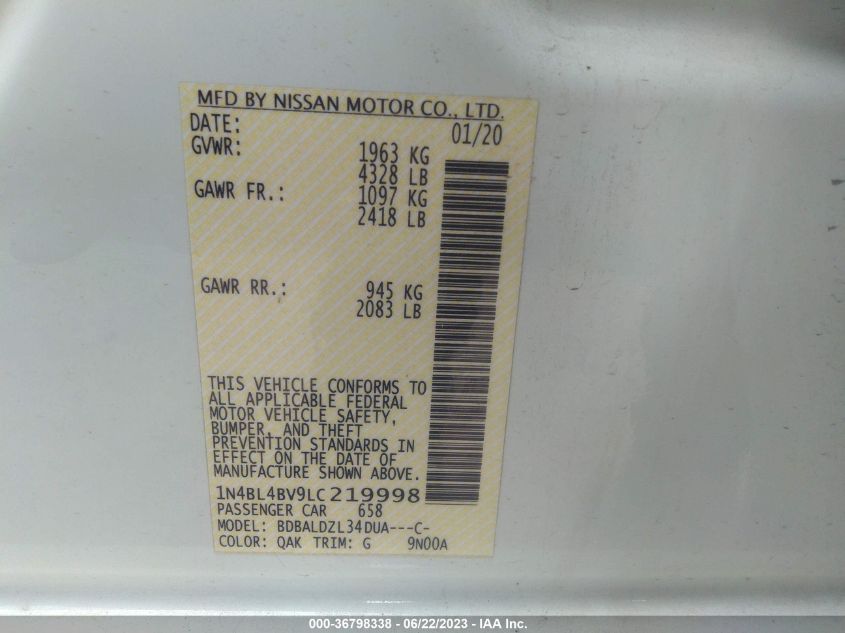 MFD BY NISSAN MOTOR CO., LTD.
DATE: 01/20
GVWR: 1963 KG
4328 LB
GAWR FR.: 1097 KG
2418 LB
GAWR RR.: 945 KG
2083 LB
THIS VEHICLE CONFORMS TO
ALL APPLICABLE FEDERAL
MOTOR VEHICLE SAFETY,
BUMPER, AND THEFT
PREVENTION STANDARDS IN
EFFECT ON THE DATE OF
MANUFACTURE SHOWN ABOVE.
1N4BL4BV9LC219998
PASSENGER CAR 658
MODEL: BDBALDZL34DUA---C-
COLOR: QAK TRIM: G 9N00A
000-36798338 - 06/22/2023 - IAA Inc.